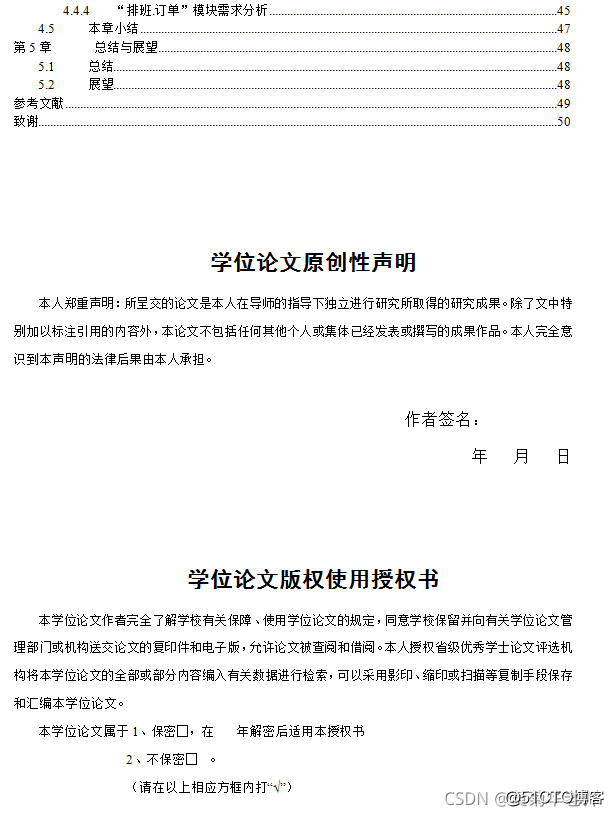 4.4.4 “排班.订单”模块需求分析............45
4.5 本章小结............47
第 5 章 总结与展望............48
5.1 总结............48
5.2 展望............48
参考文献............49
致谢............50
学位论文原创性声明
本人郑重声明：所呈交的论文是本人在导师的指导下独立进行研究所取得的研究成果。除了文中特
别加以标注引用的内容外，本论文不包括任何其他个人或集体已经发表或撰写的成果作品。本人完全意
识到本声明的法律后果由本人承担。
作者签名：
年 月 日
学位论文版权使用授权书
本学位论文作者完全了解学校有关保障、使用学位论文的规定，同意学校保留并向有关学位论文管
理部门或机构送交论文的复印件和电子版，允许论文被查阅和借阅。本人授权省级优秀学士论文评选机
构将本学位论文的全部或部分内容编入有关数据进行检索，可以采用影印、缩印或扫描等复制手段保存
和汇编本学位论文。
本学位论文属于 1、保密□，在 年解密后适用本授权书
2、不保密□ 。
（请在以上相应方框内打“√”）
CSDN @51CTO博客